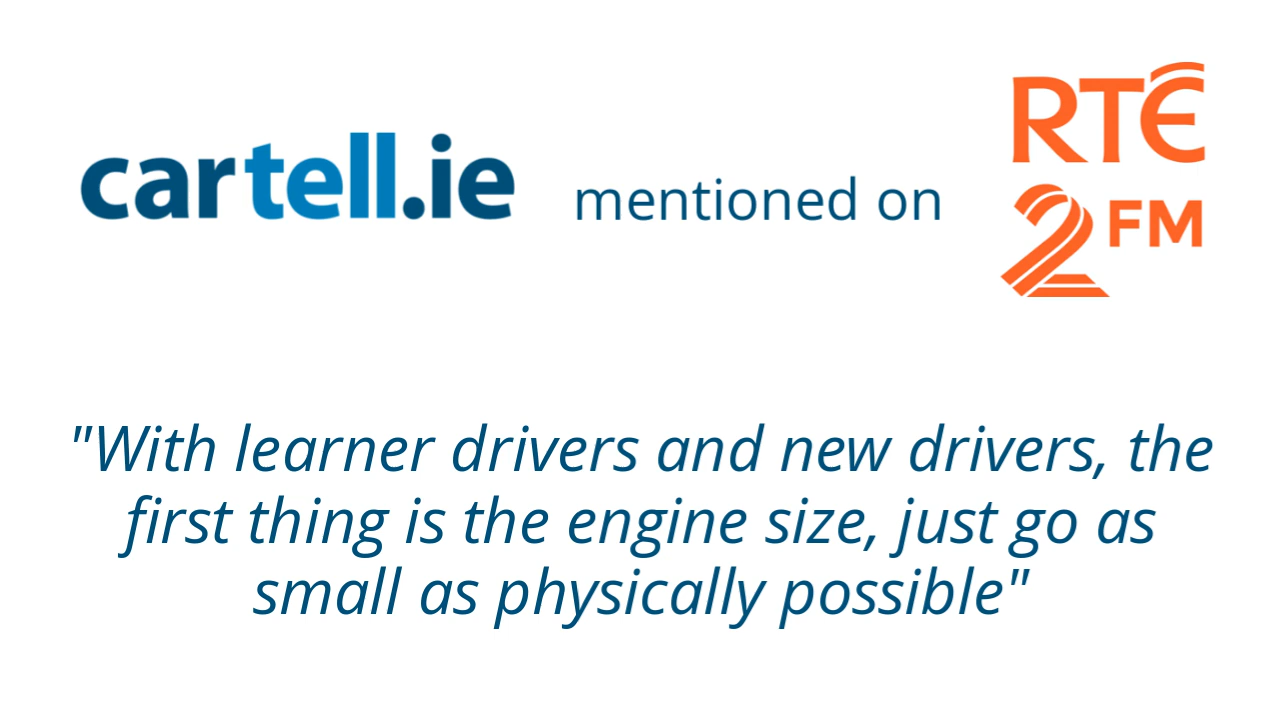 cartell.ie mentioned on RTÉ 2FM
"With learner drivers and new drivers, the
first thing is the engine size, just go as
small as physically possible"